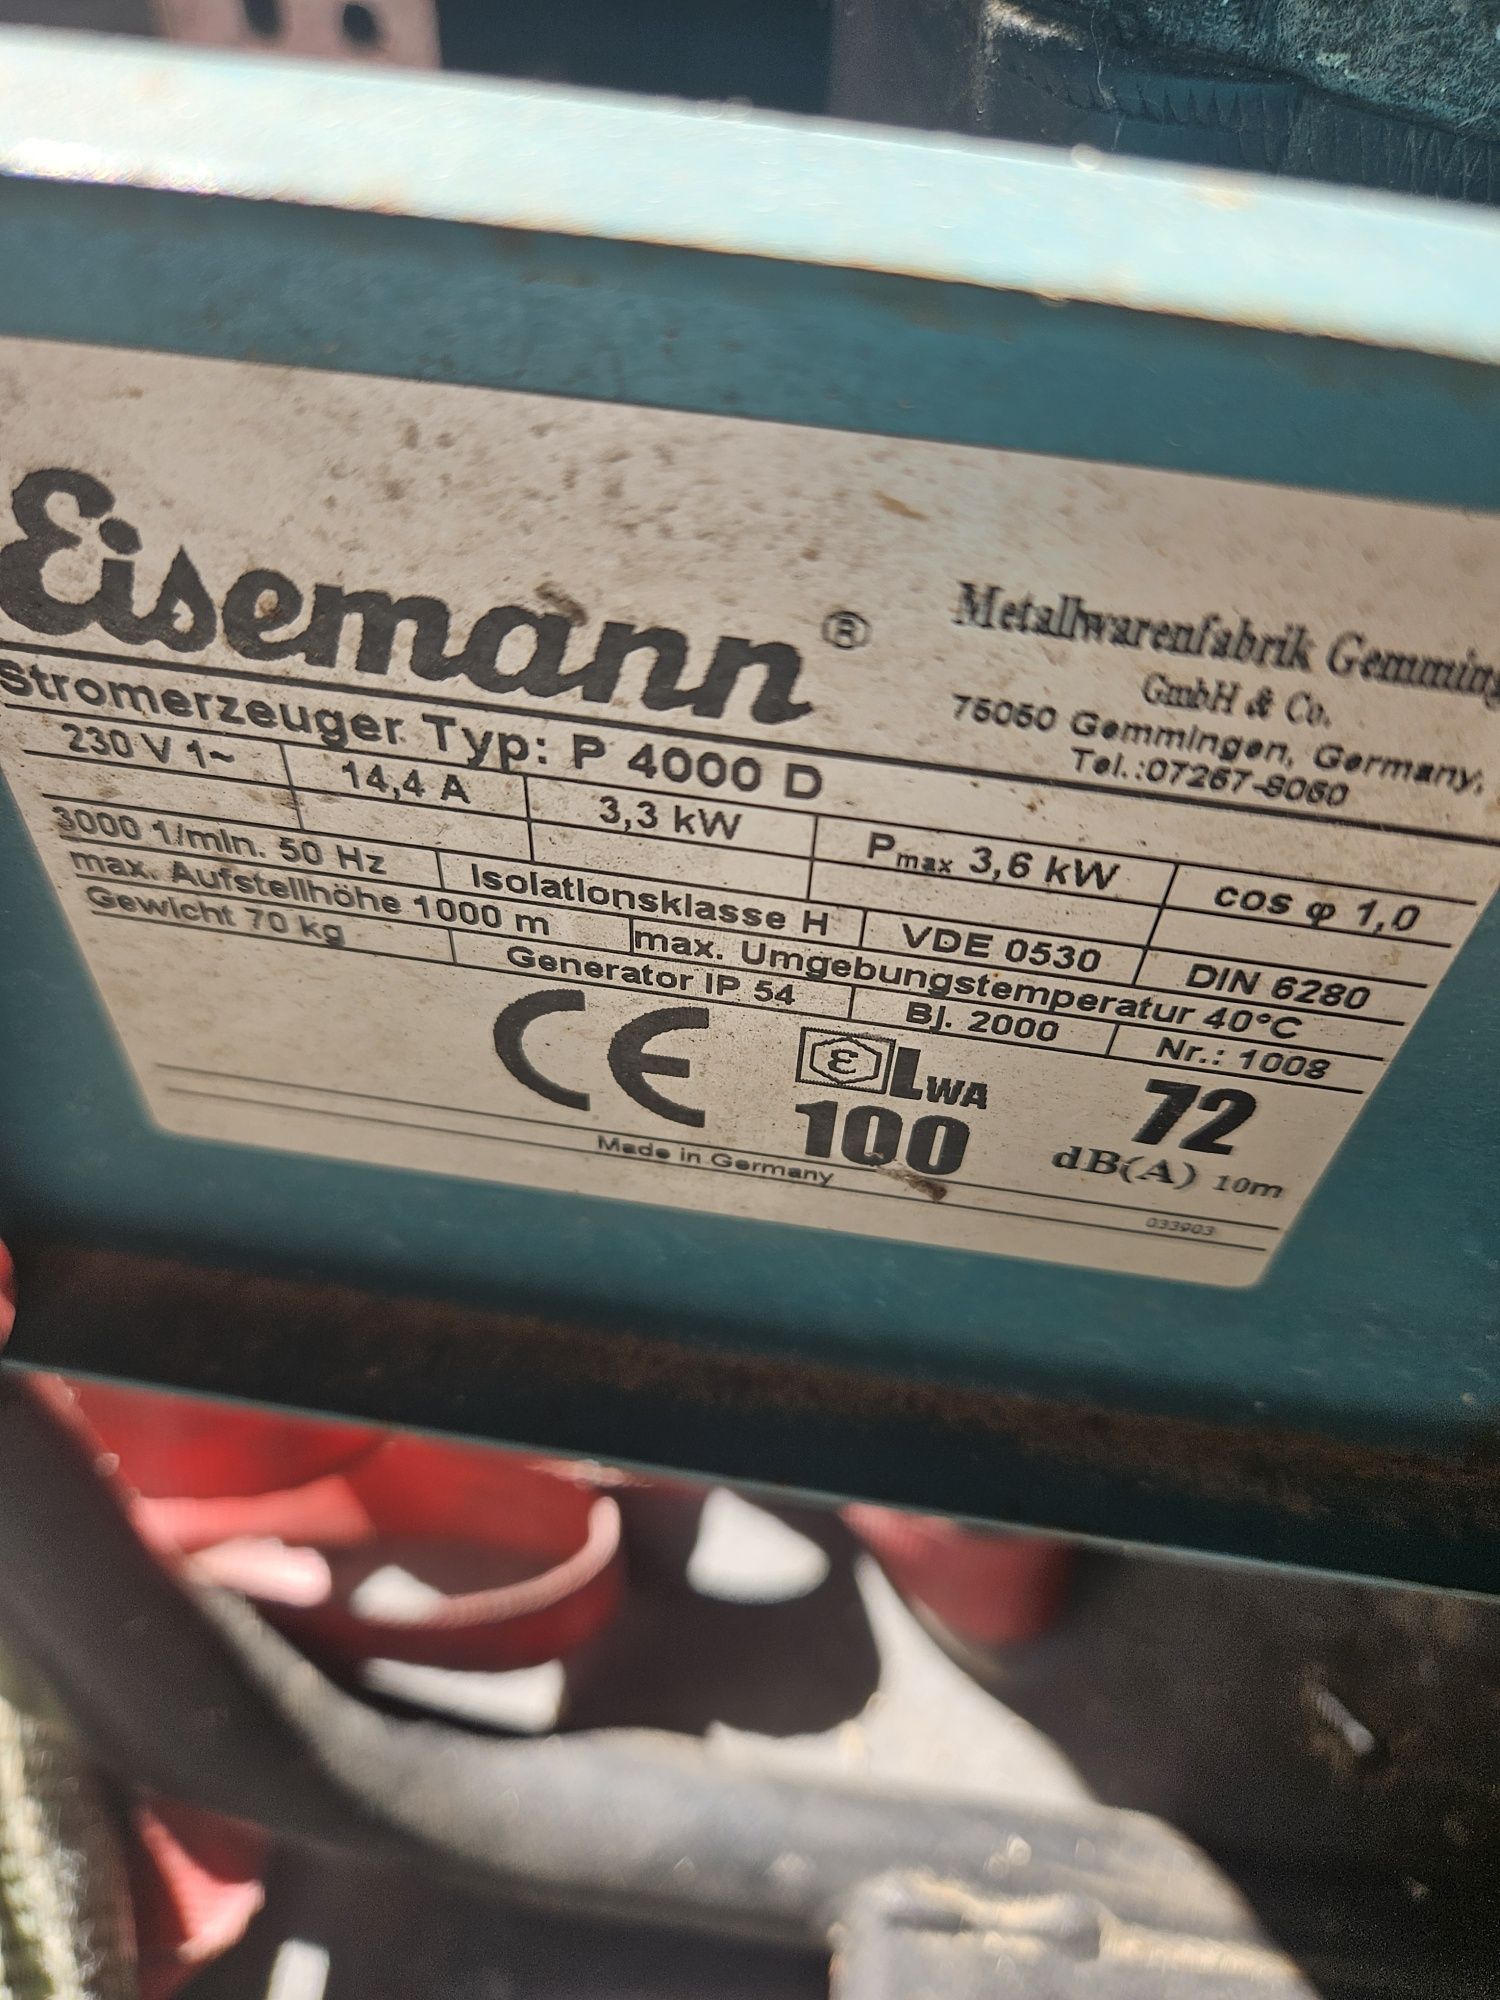 Eisemann ®
Metallwarenfabrik Gemming
GmbH & Co.
75050 Gemmingen, Germany,
Tel.:07267-8060
Stromerzeuger Typ: P 4000 D
230 V 1~ 14,4 A 3,3 kW Pmax 3,6 kW cos φ 1,0
3000 1/min. 50 Hz Isolationsklasse H VDE 0530 DIN 6280
max. Aufstellhöhe 1000 m max. Umgebungstemperatur 40°C
Gewicht 70 kg Generator IP 54 Bj. 2000 Nr.: 1008
CE ε LWA
100
72
dB(A) 10m
Made in Germany
033903